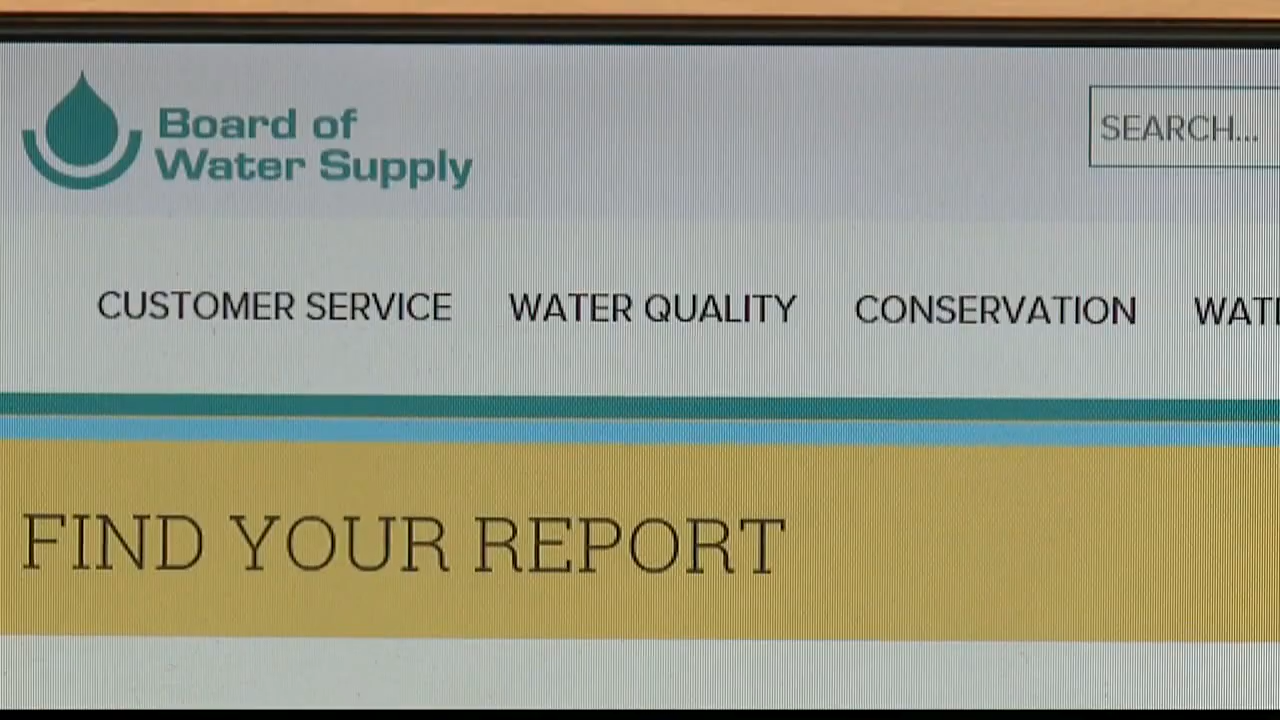 Board of
Water Supply
SEARCH...
CUSTOMER SERVICE WATER QUALITY CONSERVATION
FIND YOUR REPORT